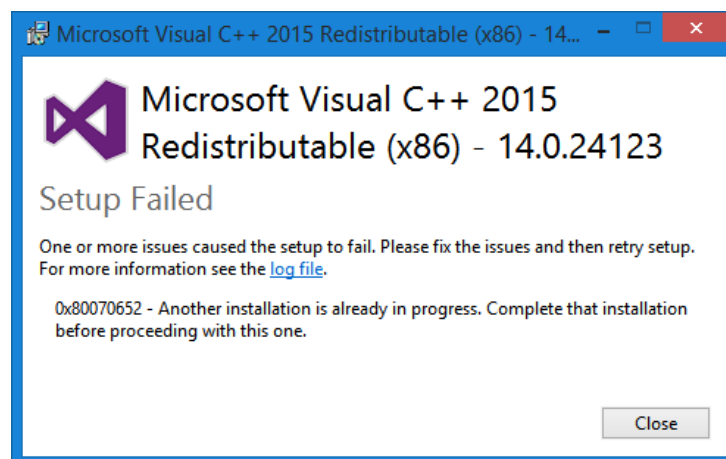 Microsoft Visual C++ 2015 Redistributable (x86) - 14...
Microsoft Visual C++ 2015
Redistributable (x86) - 14.0.24123
Setup Failed
One or more issues caused the setup to fail. Please fix the issues and then retry setup.
For more information see the log file.
0x80070652 - Another installation is already in progress. Complete that installation
before proceeding with this one.
Close